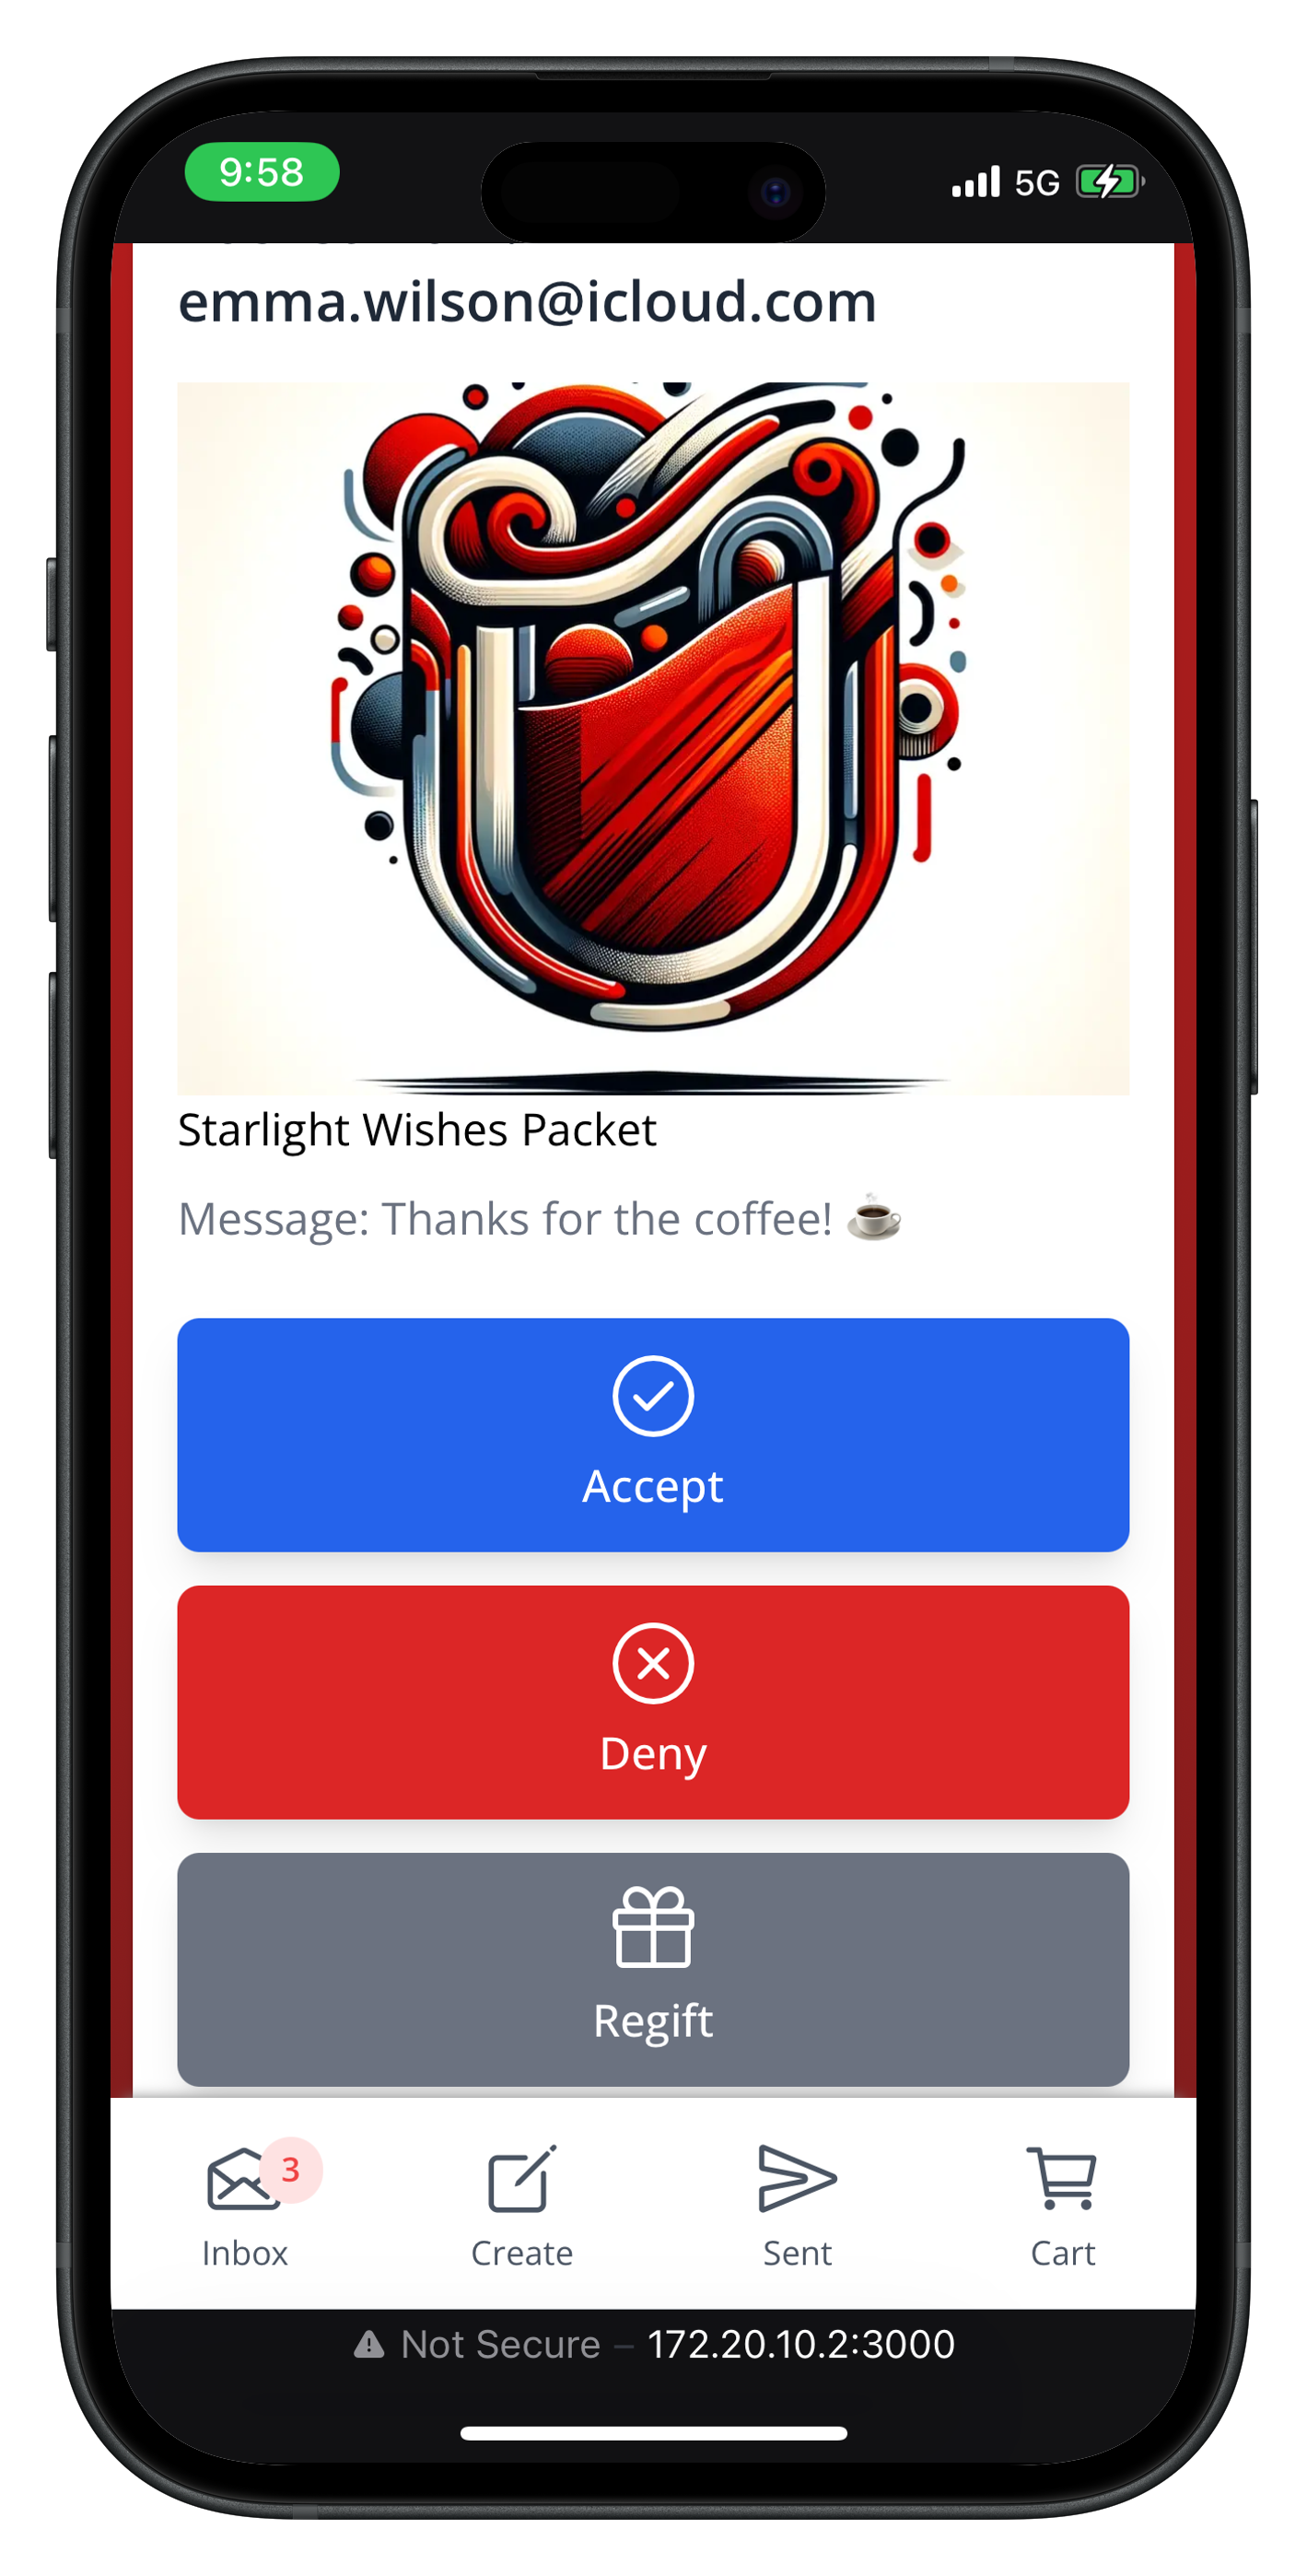 9:58
5G
emma.wilson@icloud.com
Starlight Wishes Packet
Message: Thanks for the coffee! ☕
Accept
Deny
Regift
3
Inbox
Create
Sent
Cart
Not Secure – 172.20.10.2:3000